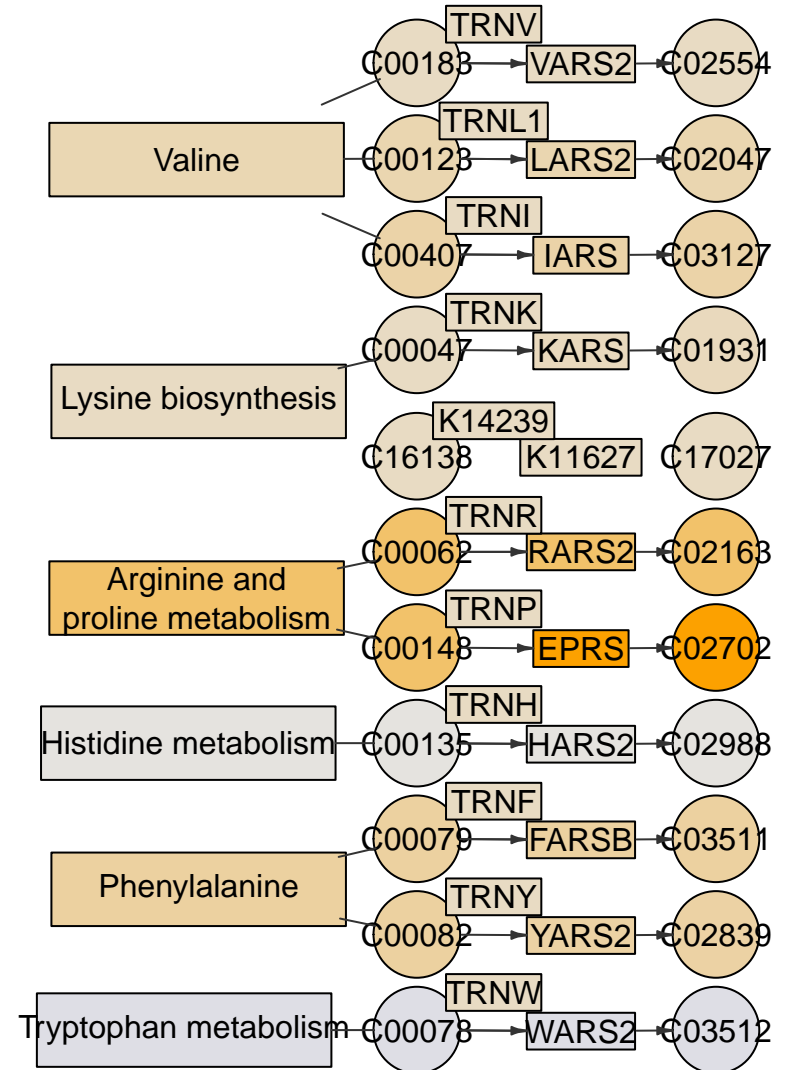 TRNV
C00183
VARS2
C02554
TRNL1
Valine
C00123
LARS2
C02047
TRNI
C00407
IARS
C03127
TRNK
C00047
KARS
C01931
Lysine biosynthesis
K14239
C16138
K11627
C17027
TRNR
C00062
RARS2
C02163
Arginine and
proline metabolism
TRNP
C00148
EPRS
C02702
TRNH
Histidine metabolism
C00135
HARS2
C02988
TRNF
C00079
FARSB
C03511
Phenylalanine
TRNY
C00082
YARS2
C02839
TRNW
Tryptophan metabolism
C00078
WARS2
C03512